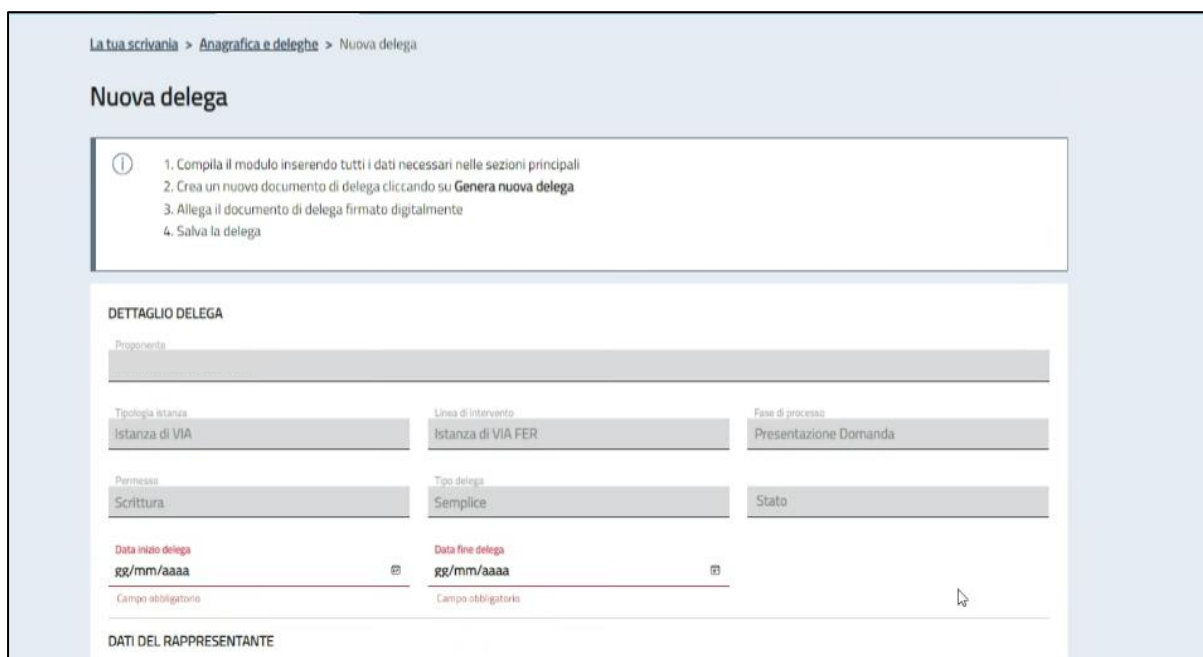 La tua scrivania > Anagrafica e deleghe > Nuova delega
Nuova delega
1. Compila il modulo inserendo tutti i dati necessari nelle sezioni principali
2. Crea un nuovo documento di delega cliccando su Genera nuova delega
3. Allega il documento di delega firmato digitalmente
4. Salva la delega
DETTAGLIO DELEGA
Proponente
Tipologia istanza Linea di intervento Fase di processo
Istanza di VIA Istanza di VIA FER Presentazione Domanda
Permesso Tipo delega
Scrittura Semplice Stato
Data inizio delega Data fine delega
gg/mm/aaaa gg/mm/aaaa
Campo obbligatorio Campo obbligatorio
DATI DEL RAPPRESENTANTE